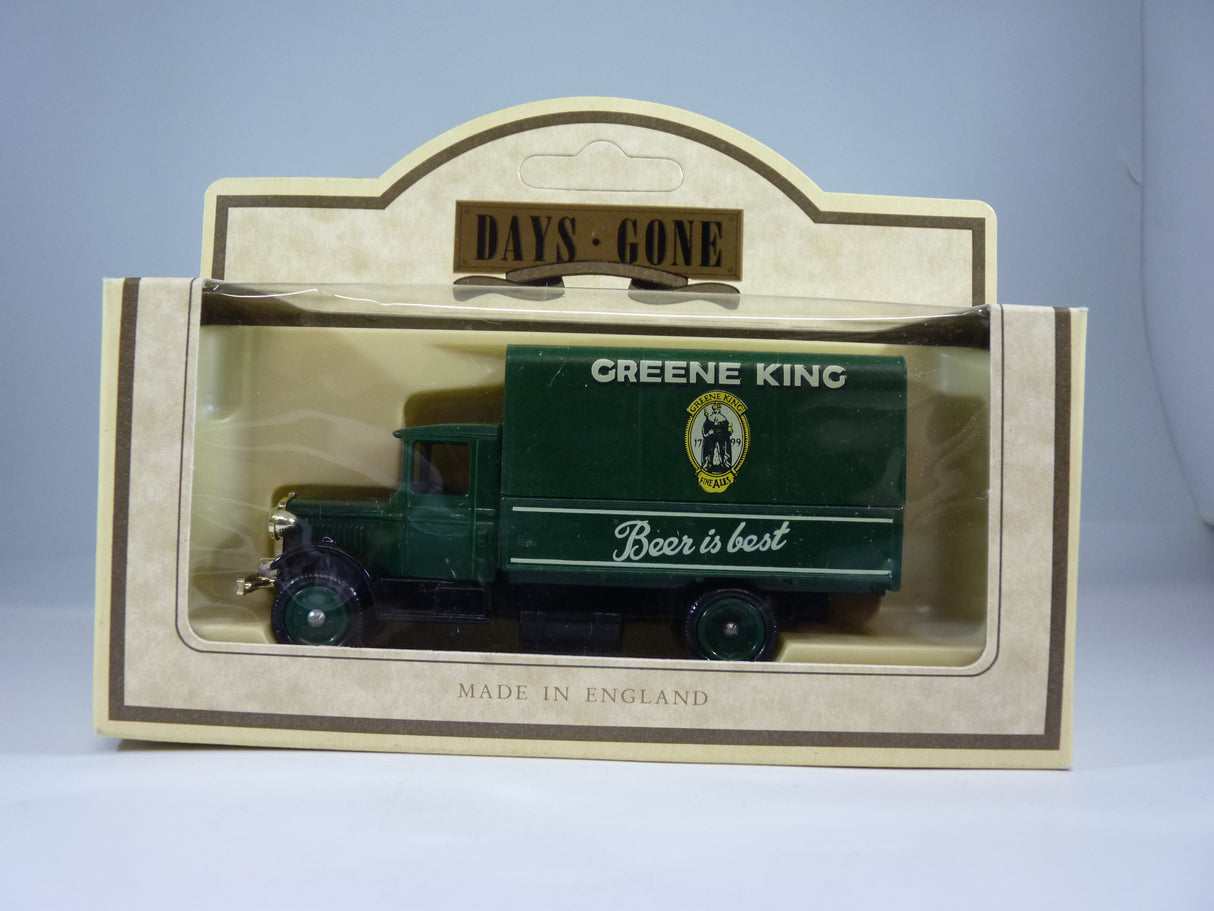 DAYS · GONE
GREENE KING
GREENE KING
17 99
FINE ALES
Beer is best
MADE IN ENGLAND